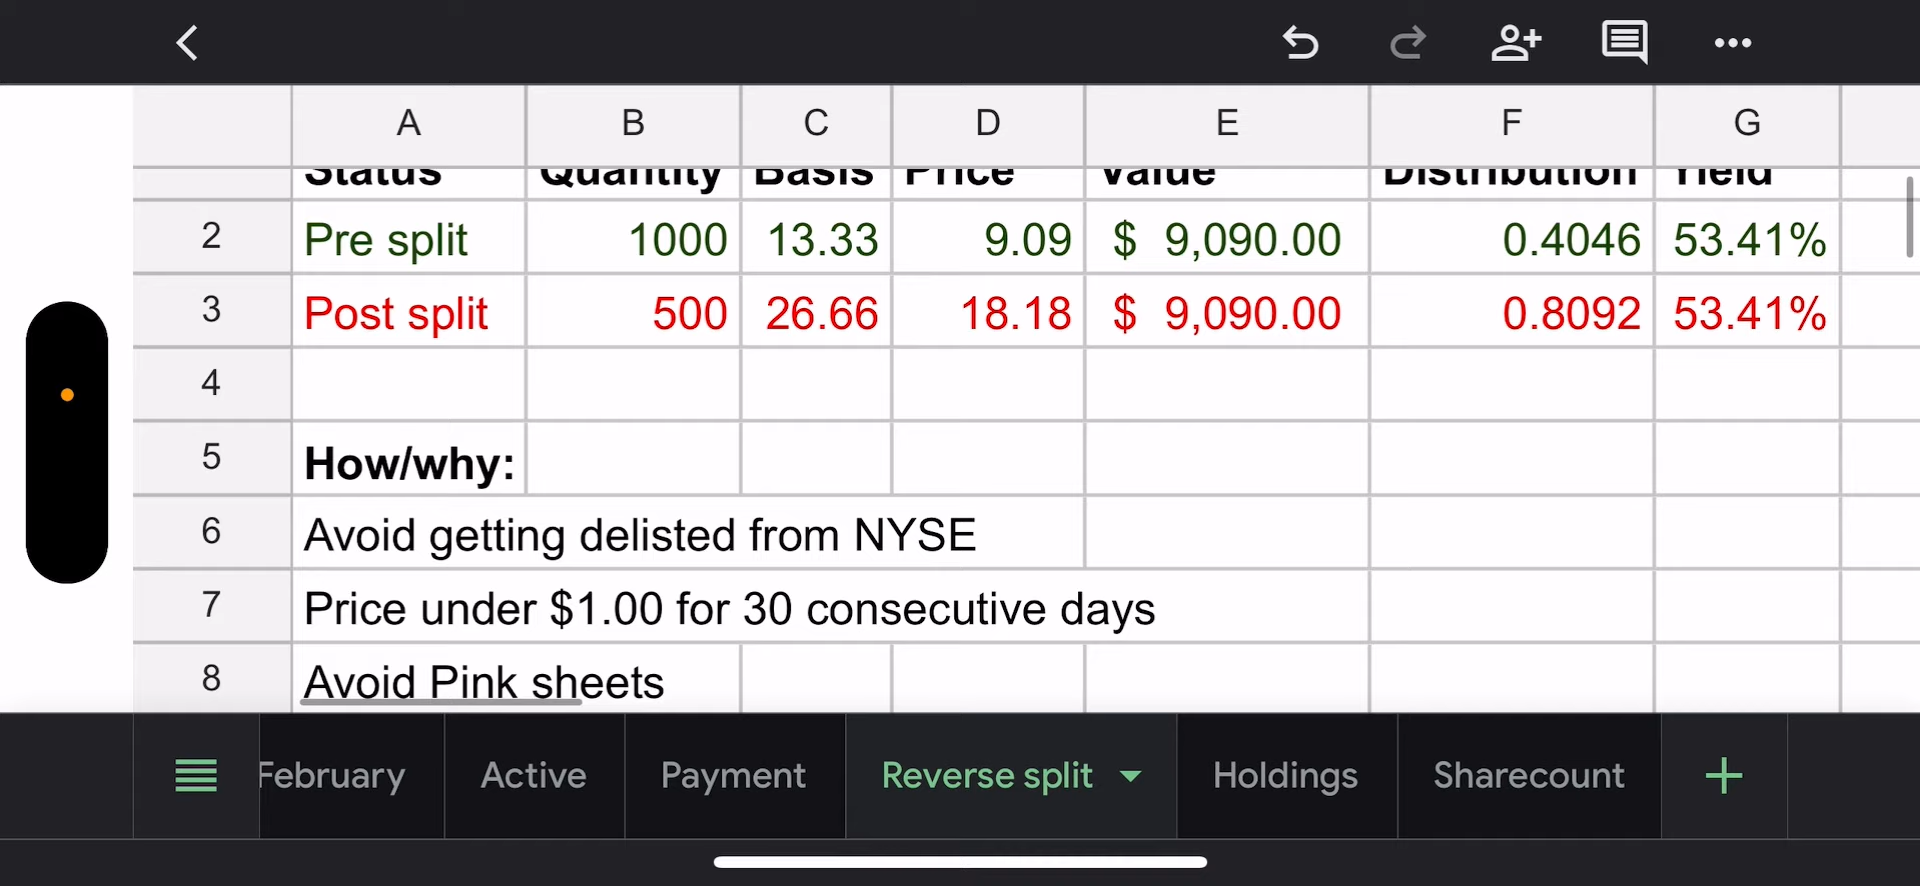 A B C D E F G
Status Quantity Basis Price Value Distribution Yield
2 Pre split 1000 13.33 9.09 $ 9,090.00 0.4046 53.41%
3 Post split 500 26.66 18.18 $ 9,090.00 0.8092 53.41%
4
5 How/why:
6 Avoid getting delisted from NYSE
7 Price under $1.00 for 30 consecutive days
8 Avoid Pink sheets
February Active Payment Reverse split Holdings Sharecount